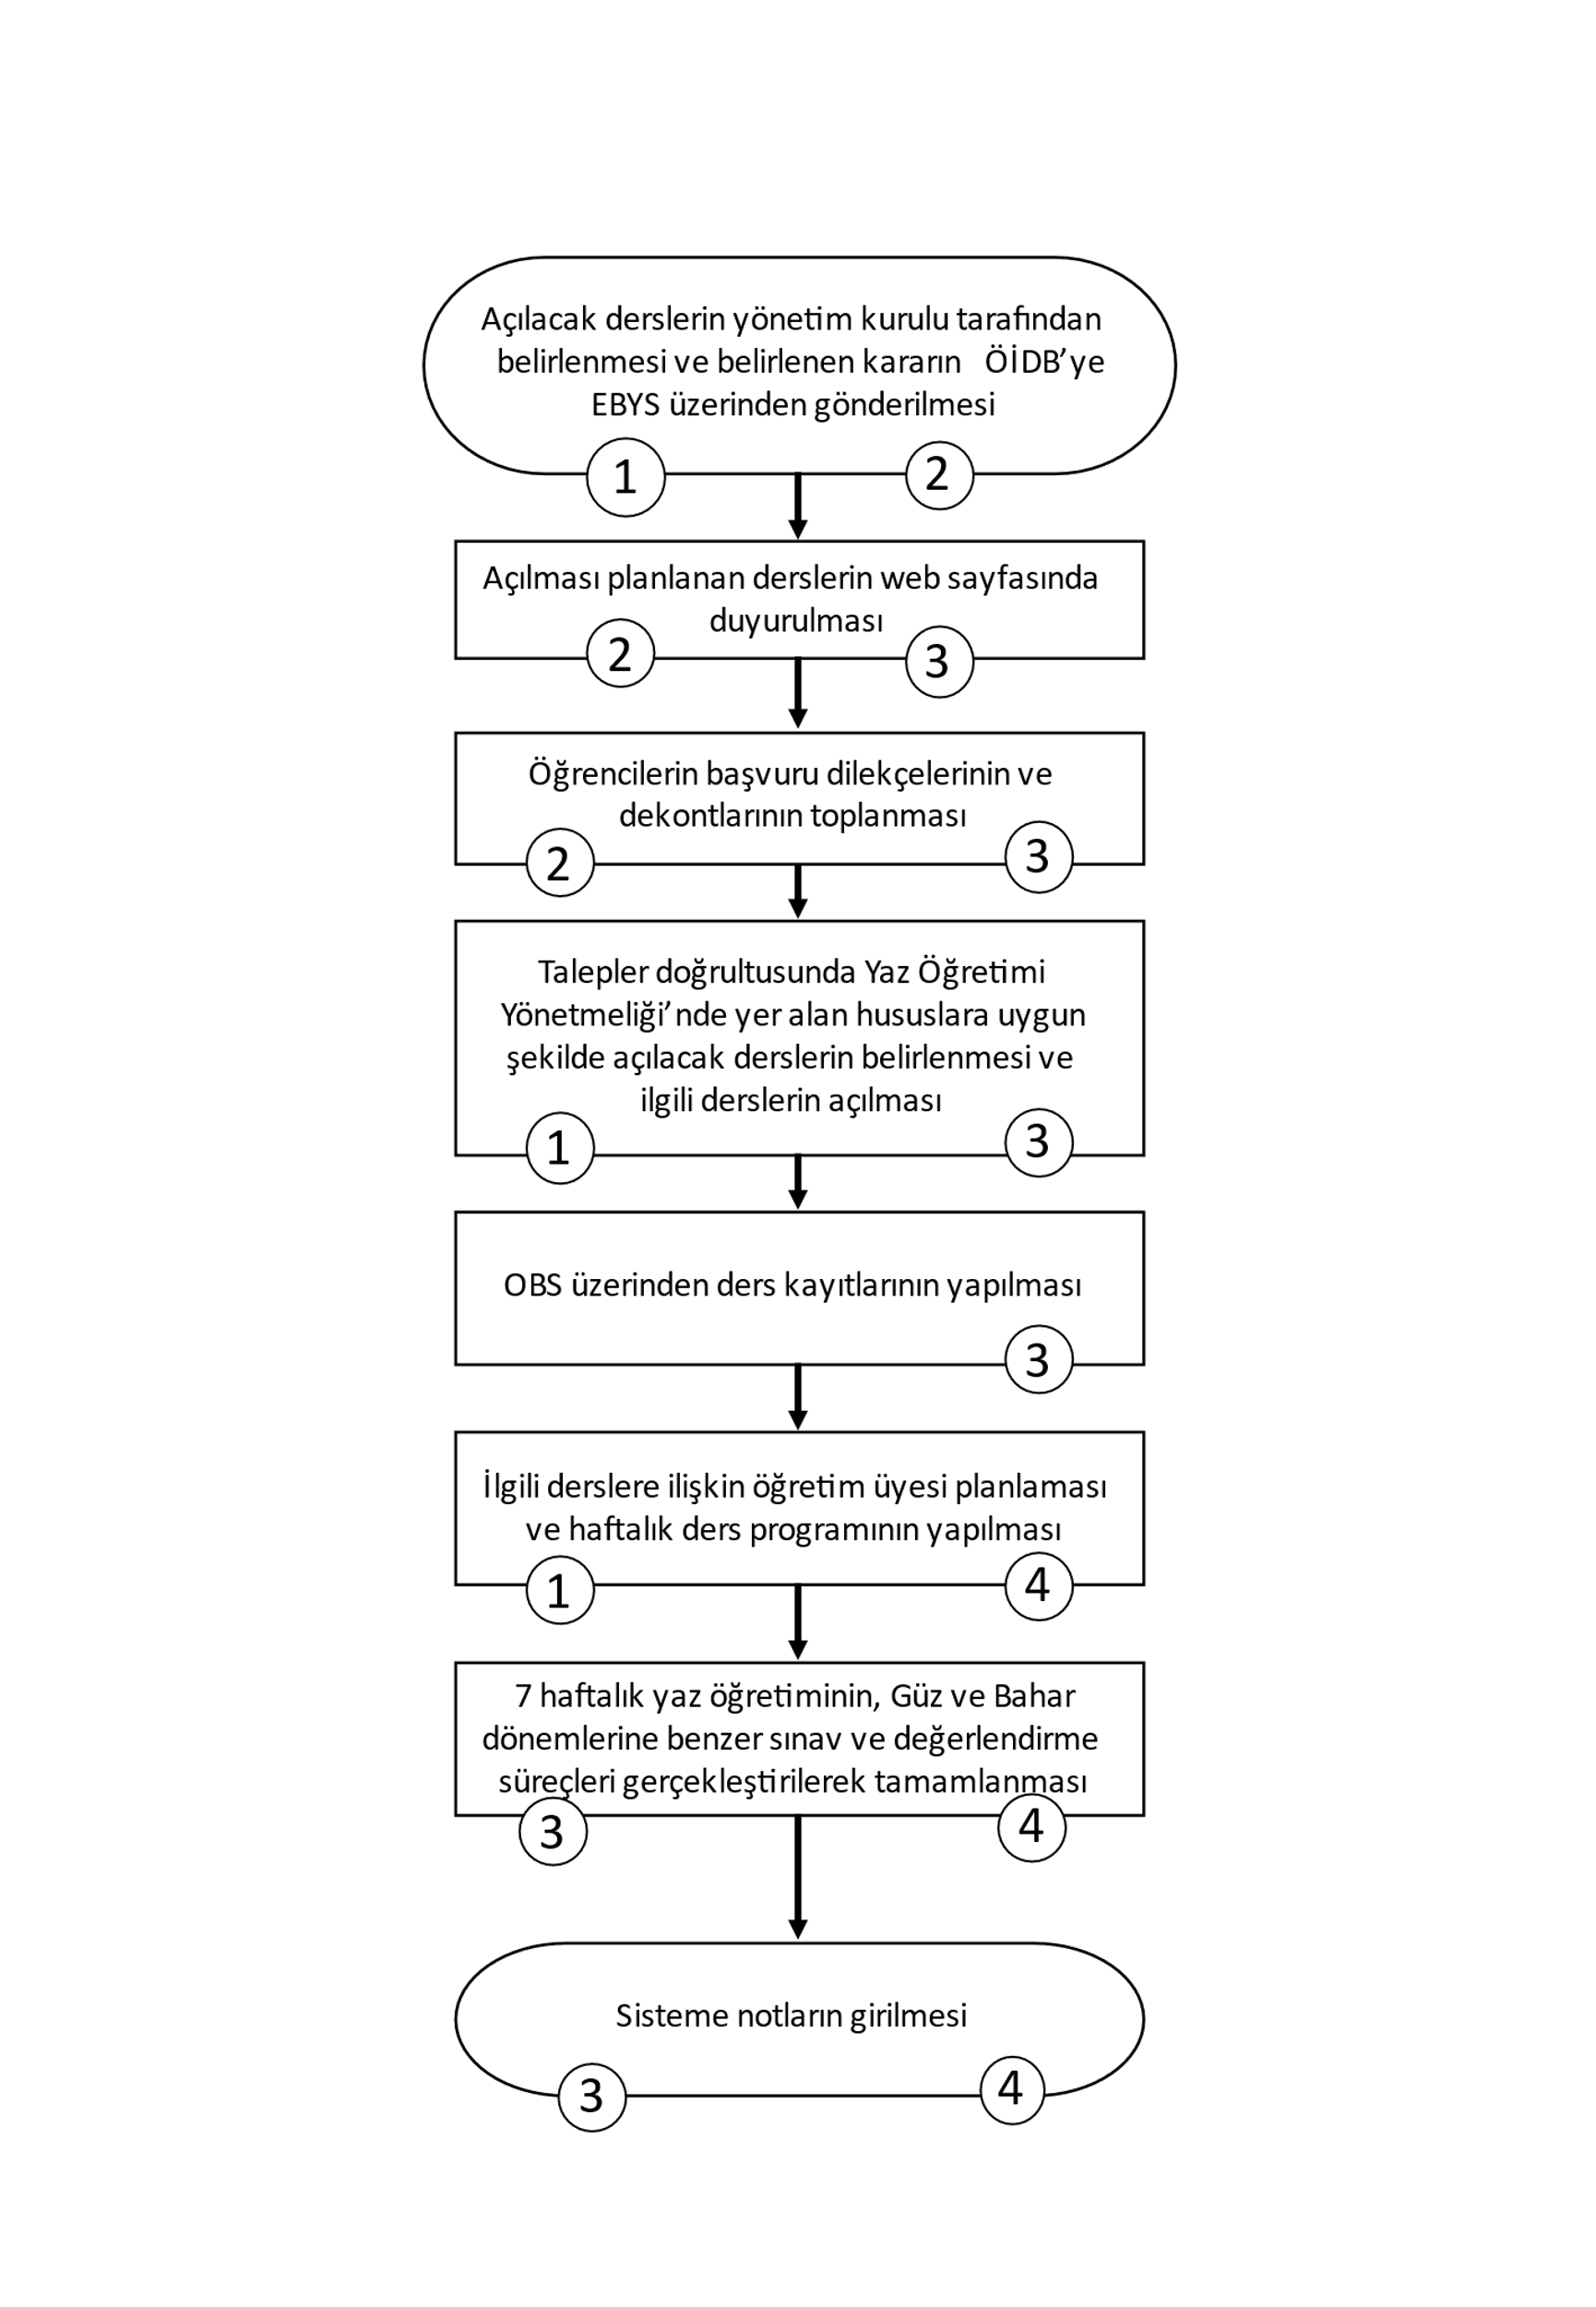 Açılacak derslerin yönetim kurulu tarafından
belirlenmesi ve belirlenen kararın ÖİDB’ye
EBYS üzerinden gönderilmesi
1 2
Açılması planlanan derslerin web sayfasında
duyurulması
2 3
Öğrencilerin başvuru dilekçelerinin ve
dekontlarının toplanması
2 3
Talepler doğrultusunda Yaz Öğretimi
Yönetmeliği’nde yer alan hususlara uygun
şekilde açılacak derslerin belirlenmesi ve
ilgili derslerin açılması
1 3
OBS üzerinden ders kayıtlarının yapılması
3
İlgili derslere ilişkin öğretim üyesi planlaması
ve haftalık ders programının yapılması
1 4
7 haftalık yaz öğretiminin, Güz ve Bahar
dönemlerine benzer sınav ve değerlendirme
süreçleri gerçekleştirilerek tamamlanması
3 4
Sisteme notların girilmesi
3 4